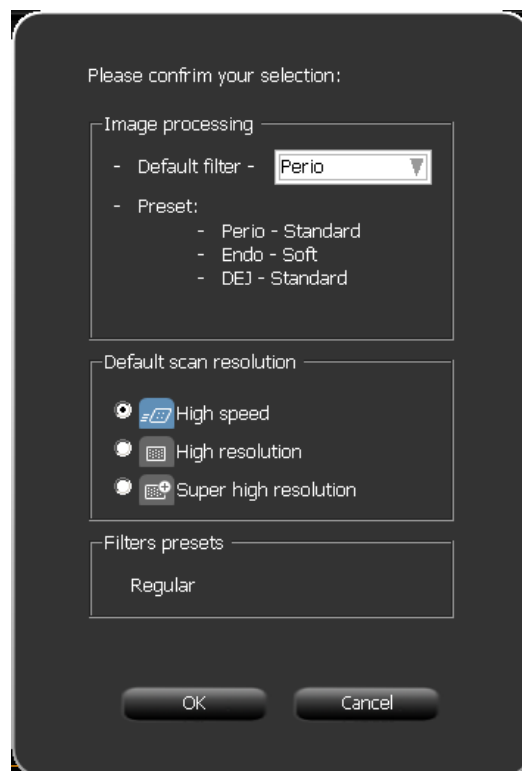 Please confrim your selection:
Image processing
- Default filter - Perio
- Preset:
- Perio - Standard
- Endo - Soft
- DEJ - Standard
Default scan resolution
High speed
High resolution
Super high resolution
Filters presets
Regular
OK Cancel